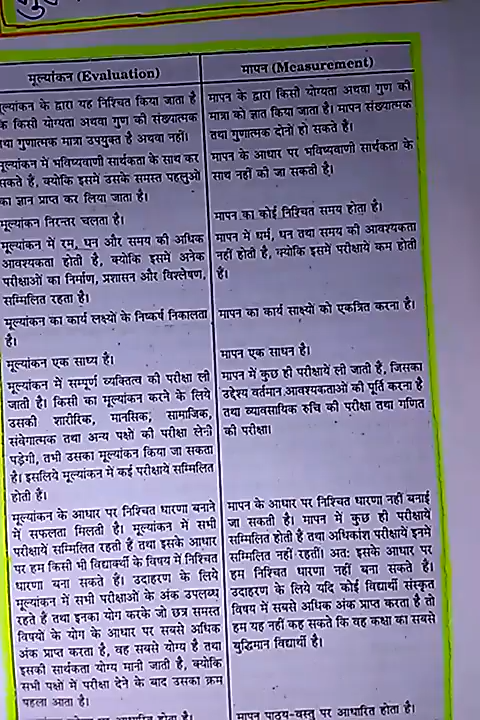 मूल्यांकन (Evaluation)
मूल्यांकन के द्वारा यह निश्चित किया जाता है
कि किसी योग्यता अथवा गुण की संख्यात्मक
तथा गुणात्मक मात्रा उपयुक्त है अथवा नहीं।
मूल्यांकन में भविष्यवाणी सार्थकता के साथ कर
सकते हैं, क्योकि इसमें उसके समस्त पहलुओ
का ज्ञान प्राप्त कर लिया जाता है।
मूल्यांकन निरन्तर चलता है।
मूल्यांकन में रम, धन और समय की अधिक
आवश्यकता होती है, क्योकि इसमें अनेक
परीक्षाओं का निर्माण, प्रशासन और विश्लेषण,
सम्मिलित रहता है।
मूल्यांकन का कार्य लक्ष्यों के निष्कर्ष निकालता
है।
मूल्यांकन एक साध्य है।
मूल्यांकन में सम्पूर्ण व्यक्तित्व की परीक्षा ली
जाती है। किसी का मूल्यांकन करने के लिये
उसकी शारीरिक, मानसिक, सामाजिक,
संवेगात्मक तथा अन्य पक्षो की परीक्षा लेनी
पड़ेगी, तभी उसका मूल्यांकन किया जा सकता
है। इसलिये मूल्यांकन में कई परीक्षाये सम्मिलित
होती हैं।
मूल्यांकन के आधार पर निश्चित धारणा बनाने
में सफलता मिलती है। मूल्यांकन में सभी
परीक्षाये सम्मिलित रहती है तथा इसके आधार
पर हम किसी भी विद्यार्थी के विषय में निश्चित
धारणा बना सकते हैं। उदाहरण के लिये
मूल्यांकन में सभी परीक्षाओं के अंक उपलब्ध
रहते है तथा इनका योग करके जो छत्र समस्त
विषयों के योग के आधार पर सबसे अधिक
अंक प्राप्त करता है, वह सबसे योग्य है तथा
इसकी सार्थकता योग्य मानी जाती है, क्योकि
सभी पक्षों में परीक्षा देने के बाद उसका क्रम
पहला आता है।
मापन (Measurement)
मापन के द्वारा किसी योग्यता अथवा गुण की
मात्रा को ज्ञात किया जाता है। मापन संख्यात्मक
तथा गुणात्मक दोनो हो सकते है।
मापन के आधार पर भविष्यवाणी सार्थकता के
साथ नहीं की जा सकती है।
मापन का कोई निश्चित समय होता है।
मापन में धर्म, धन तथा समय की आवश्यकता
नहीं होती है, क्योकि इसमें परीक्षाये कम होती
हैं।
मापन का कार्य साक्ष्यों को एकत्रित करना है।
मापन एक साधन है।
मापन में कुछ ही परीक्षायें ली जाती हैं, जिसका
उद्देश्य वर्तमान आवश्यकताओं की पूर्ति करना है
तथा व्यावसायिक रुचि की परीक्षा तथा गणित
की परीक्षा।
मापन के आधार पर निश्चित धारणा नहीं बनाई
जा सकती है। मापन में कुछ ही परीक्षायें
सम्मिलित होती है तथा अधिकांश परीक्षायें इनमें
सम्मिलित नहीं रहतीं। अतः इसके आधार पर
हम निश्चित धारणा नहीं बना सकते है।
उदाहरण के लिये यदि कोई विद्यार्थी संस्कृत
विषय में सबसे अधिक अंक प्राप्त करता है तो
हम यह नहीं कह सकते कि वह कक्षा का सबसे
बुद्धिमान विद्यार्थी है।
मापन पाठ्य-वस्तु पर आधारित होता है।